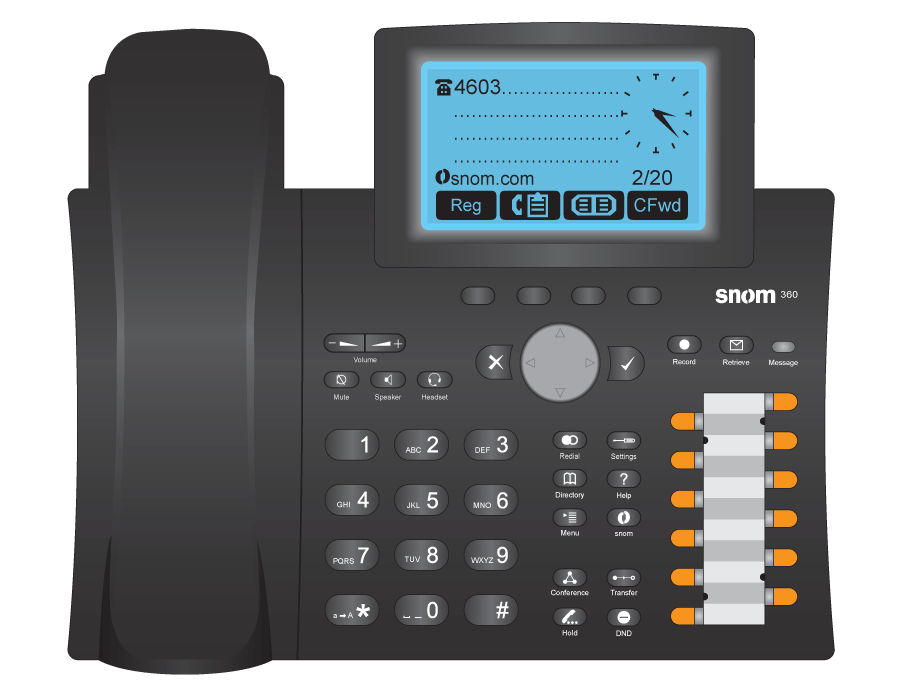 4603
snom.com 2/20
Reg CFwd
snom 360
− +
Volume
Record Retrieve Message
Mute Speaker Headset
1 ABC 2 DEF 3
Redial Settings
GHI 4 JKL 5 MNO 6
Directory ? Help
Menu snom
PQRS 7 TUV 8 WXYZ 9
Conference Transfer
a➞A * ⎵ _ 0 #
Hold DND